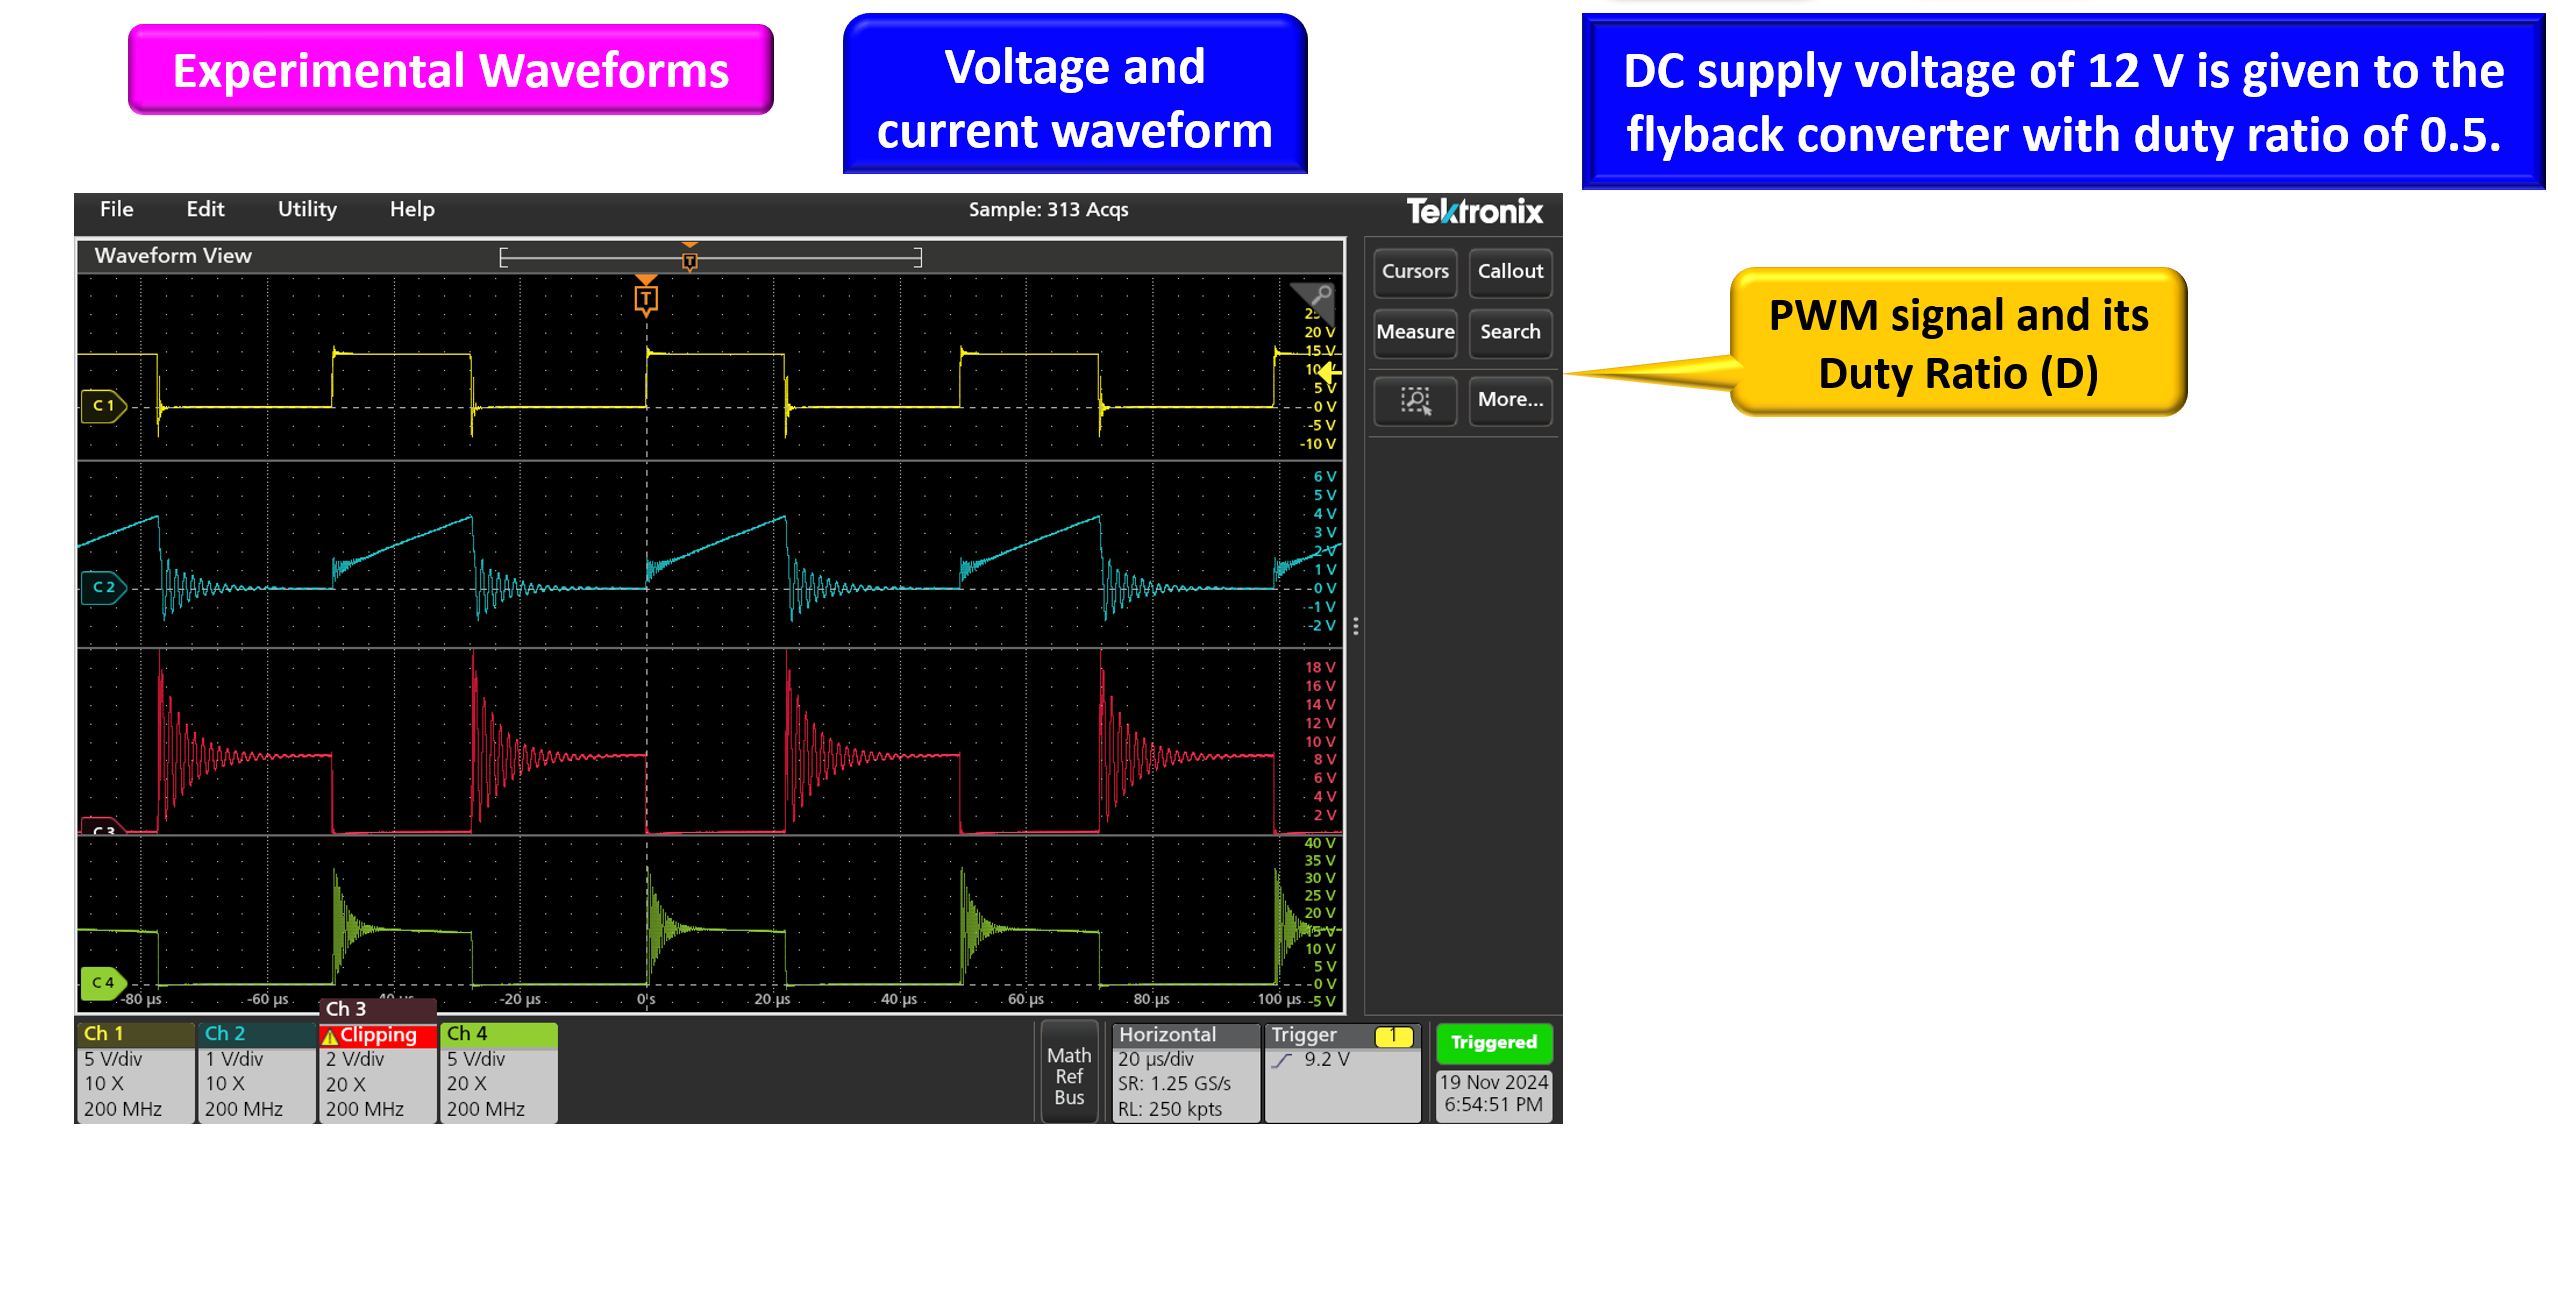 Experimental Waveforms
Voltage and
current waveform
DC supply voltage of 12 V is given to the
flyback converter with duty ratio of 0.5.
File Edit Utility Help Sample: 313 Acqs Tektronix
Waveform View
T
T
Cursors Callout
Measure Search
More...
PWM signal and its
Duty Ratio (D)
20 V
15 V
10
5 V
0 V
-5 V
-10 V
C 1
6 V
5 V
4 V
3 V
2 V
1 V
0 V
-1 V
-2 V
C 2
18 V
16 V
14 V
12 V
10 V
8 V
6 V
4 V
2 V
C 3
40 V
35 V
30 V
25 V
20 V
15 V
10 V
5 V
0 V
-5 V
C 4
-80 µs -60 µs -20 µs 0 s 20 µs 40 µs 60 µs 80 µs 100 µs
Ch 1
5 V/div
10 X
200 MHz
Ch 2
1 V/div
10 X
200 MHz
Ch 3
Clipping
2 V/div
20 X
200 MHz
Ch 4
5 V/div
20 X
200 MHz
Math
Ref
Bus
Horizontal
20 µs/div
SR: 1.25 GS/s
RL: 250 kpts
Trigger 1
9.2 V
Triggered
19 Nov 2024
6:54:51 PM